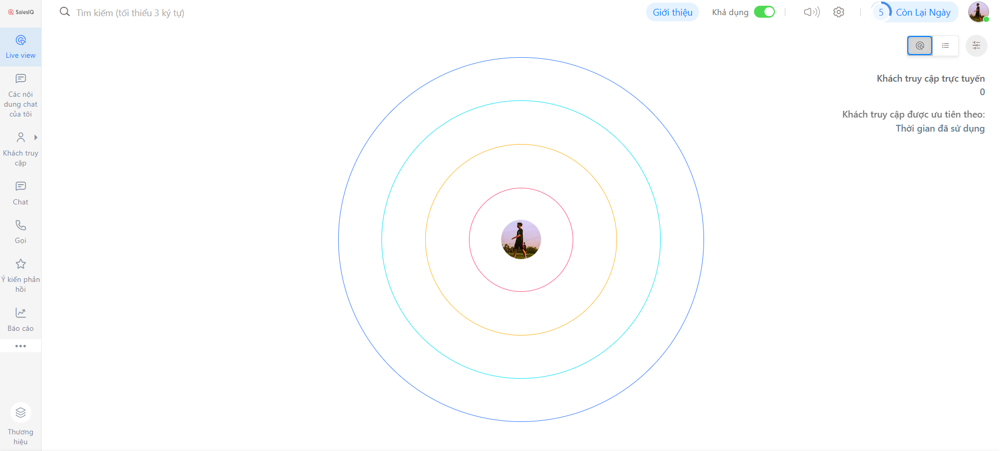 SalesIQ
Tìm kiếm (tối thiểu 3 ký tự)
Giới thiệu
Khả dụng
5
Còn Lại Ngày
Live view
Các nội
dung chat
của tôi
Khách truy
cập
Chat
Gọi
Ý kiến phản
hồi
Báo cáo
Thương
hiệu
Khách truy cập trực tuyến
0
Khách truy cập được ưu tiên theo:
Thời gian đã sử dụng